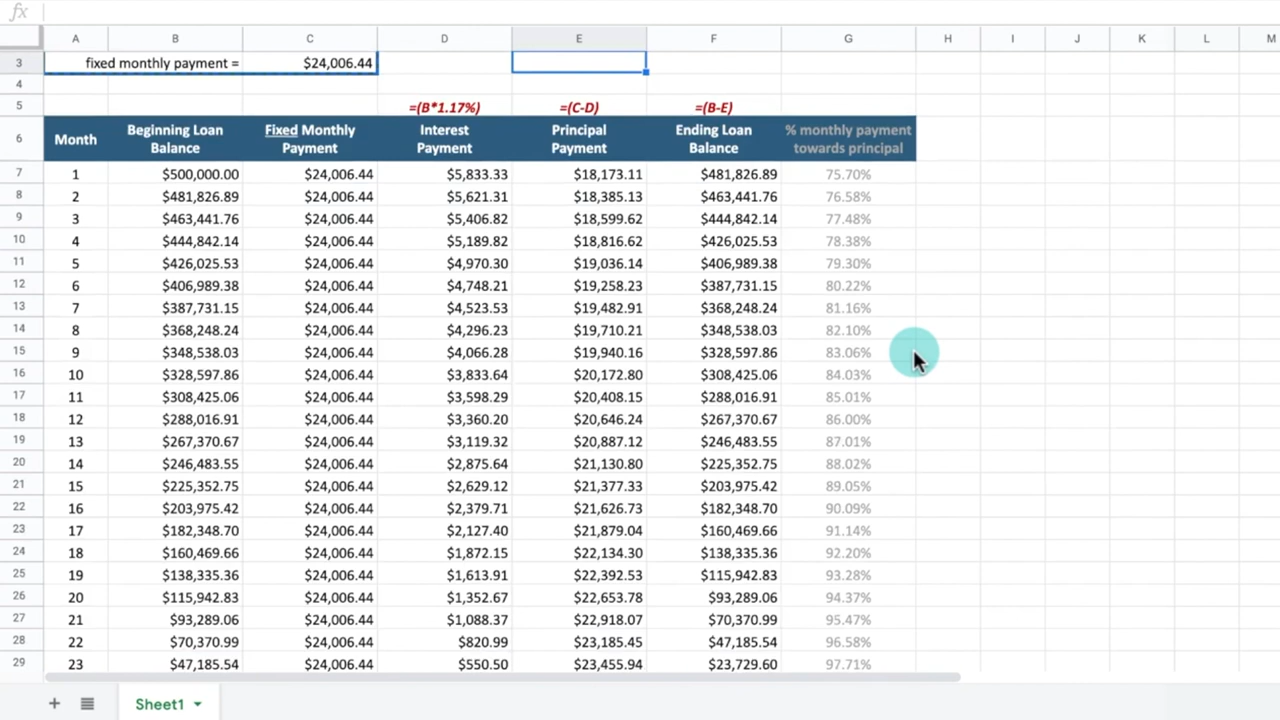 fx
A B C D E F G H I J K L M
3 fixed monthly payment = $24,006.44
4
5 =(B*1.17%) =(C-D) =(B-E)
6 Month Beginning Loan Balance Fixed Monthly Payment Interest Payment Principal Payment Ending Loan Balance % monthly payment towards principal
7 1 $500,000.00 $24,006.44 $5,833.33 $18,173.11 $481,826.89 75.70%
8 2 $481,826.89 $24,006.44 $5,621.31 $18,385.13 $463,441.76 76.58%
9 3 $463,441.76 $24,006.44 $5,406.82 $18,599.62 $444,842.14 77.48%
10 4 $444,842.14 $24,006.44 $5,189.82 $18,816.62 $426,025.53 78.38%
11 5 $426,025.53 $24,006.44 $4,970.30 $19,036.14 $406,989.38 79.30%
12 6 $406,989.38 $24,006.44 $4,748.21 $19,258.23 $387,731.15 80.22%
13 7 $387,731.15 $24,006.44 $4,523.53 $19,482.91 $368,248.24 81.16%
14 8 $368,248.24 $24,006.44 $4,296.23 $19,710.21 $348,538.03 82.10%
15 9 $348,538.03 $24,006.44 $4,066.28 $19,940.16 $328,597.86 83.06%
16 10 $328,597.86 $24,006.44 $3,833.64 $20,172.80 $308,425.06 84.03%
17 11 $308,425.06 $24,006.44 $3,598.29 $20,408.15 $288,016.91 85.01%
18 12 $288,016.91 $24,006.44 $3,360.20 $20,646.24 $267,370.67 86.00%
19 13 $267,370.67 $24,006.44 $3,119.32 $20,887.12 $246,483.55 87.01%
20 14 $246,483.55 $24,006.44 $2,875.64 $21,130.80 $225,352.75 88.02%
21 15 $225,352.75 $24,006.44 $2,629.12 $21,377.33 $203,975.42 89.05%
22 16 $203,975.42 $24,006.44 $2,379.71 $21,626.73 $182,348.70 90.09%
23 17 $182,348.70 $24,006.44 $2,127.40 $21,879.04 $160,469.66 91.14%
24 18 $160,469.66 $24,006.44 $1,872.15 $22,134.30 $138,335.36 92.20%
25 19 $138,335.36 $24,006.44 $1,613.91 $22,392.53 $115,942.83 93.28%
26 20 $115,942.83 $24,006.44 $1,352.67 $22,653.78 $93,289.06 94.37%
27 21 $93,289.06 $24,006.44 $1,088.37 $22,918.07 $70,370.99 95.47%
28 22 $70,370.99 $24,006.44 $820.99 $23,185.45 $47,185.54 96.58%
29 23 $47,185.54 $24,006.44 $550.50 $23,455.94 $23,729.60 97.71%
Sheet1